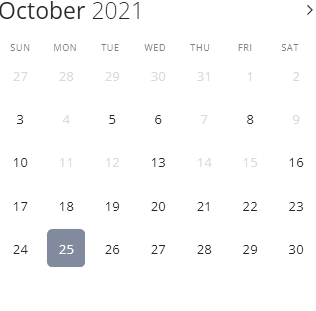 October 2021
SUN MON TUE WED THU FRI SAT
27 28 29 30 31 1 2
3 4 5 6 7 8 9
10 11 12 13 14 15 16
17 18 19 20 21 22 23
24 25 26 27 28 29 30